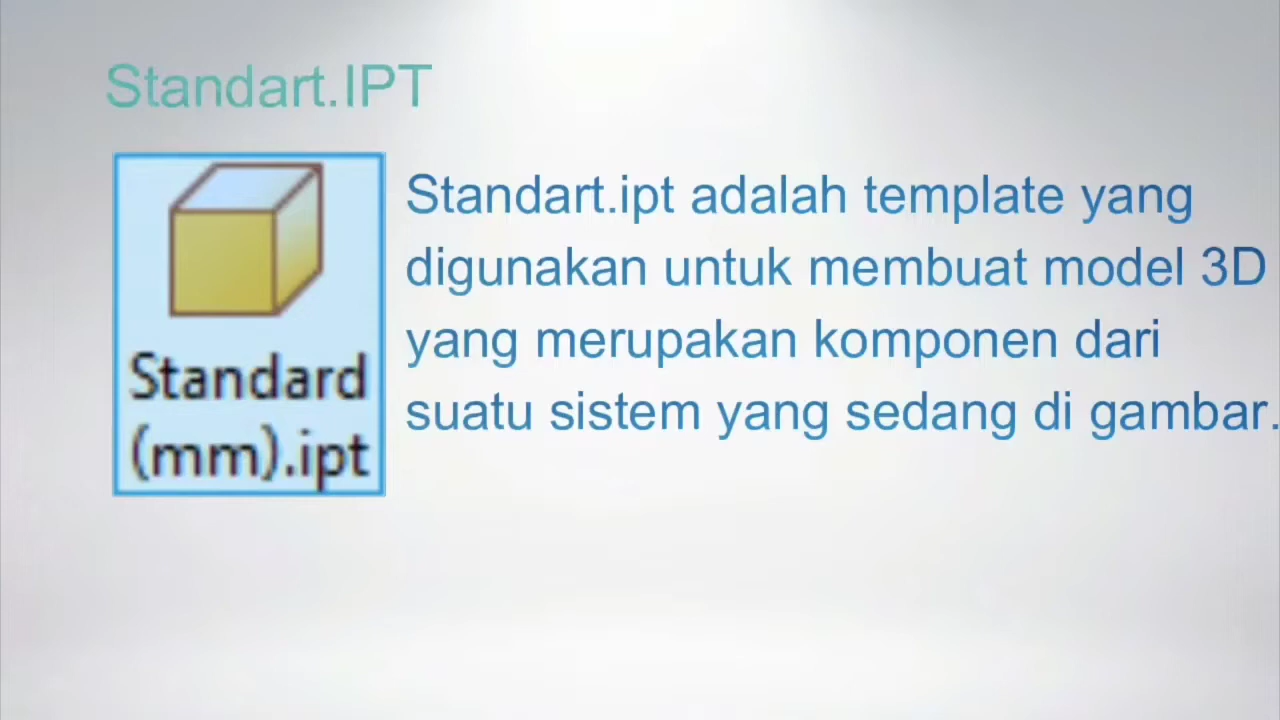 Standart.IPT
Standard
(mm).ipt
Standart.ipt adalah template yang
digunakan untuk membuat model 3D
yang merupakan komponen dari
suatu sistem yang sedang di gambar.